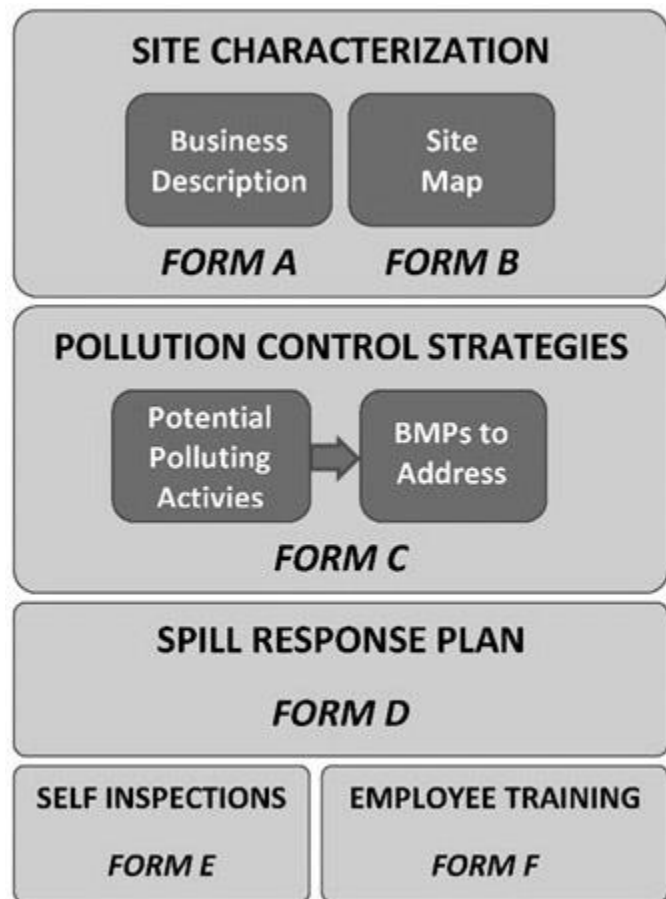 SITE CHARACTERIZATION
Business
Description
Site
Map
FORM A
FORM B
POLLUTION CONTROL STRATEGIES
Potential
Polluting
Activies
BMPs to
Address
FORM C
SPILL RESPONSE PLAN
FORM D
SELF INSPECTIONS
FORM E
EMPLOYEE TRAINING
FORM F